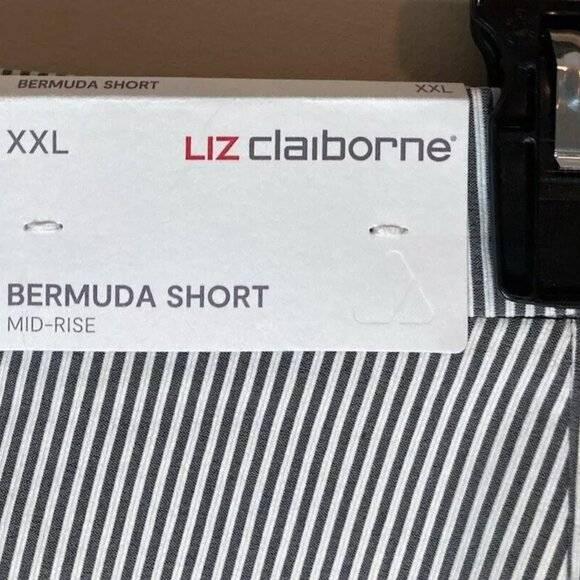 BERMUDA SHORT XXL
XXL LIZ claiborne®
BERMUDA SHORT
MID-RISE